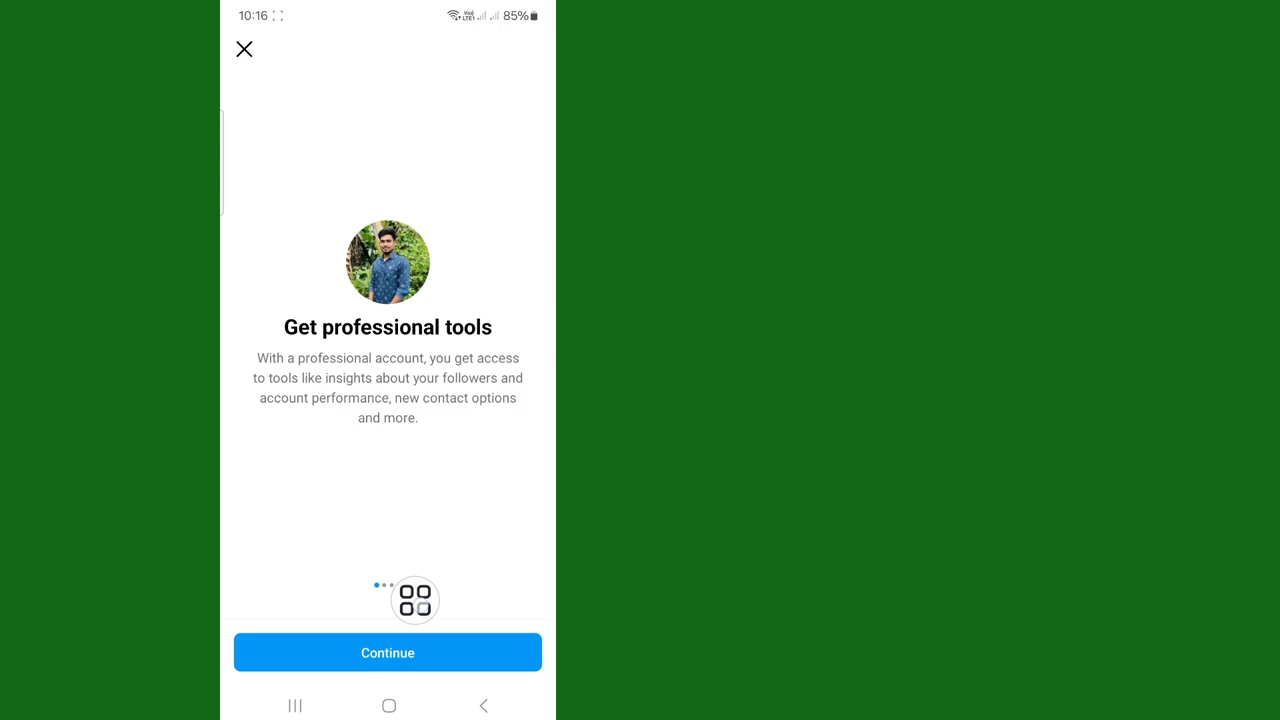 10:16 85%
Get professional tools
With a professional account, you get access
to tools like insights about your followers and
account performance, new contact options
and more.
Continue